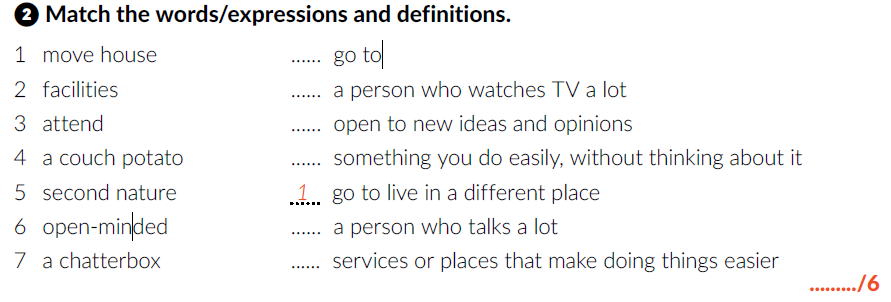 2 Match the words/expressions and definitions.
1 move house ...... go to
2 facilities ...... a person who watches TV a lot
3 attend ...... open to new ideas and opinions
4 a couch potato ...... something you do easily, without thinking about it
5 second nature ..1... go to live in a different place
6 open-minded ...... a person who talks a lot
7 a chatterbox ...... services or places that make doing things easier
........./6